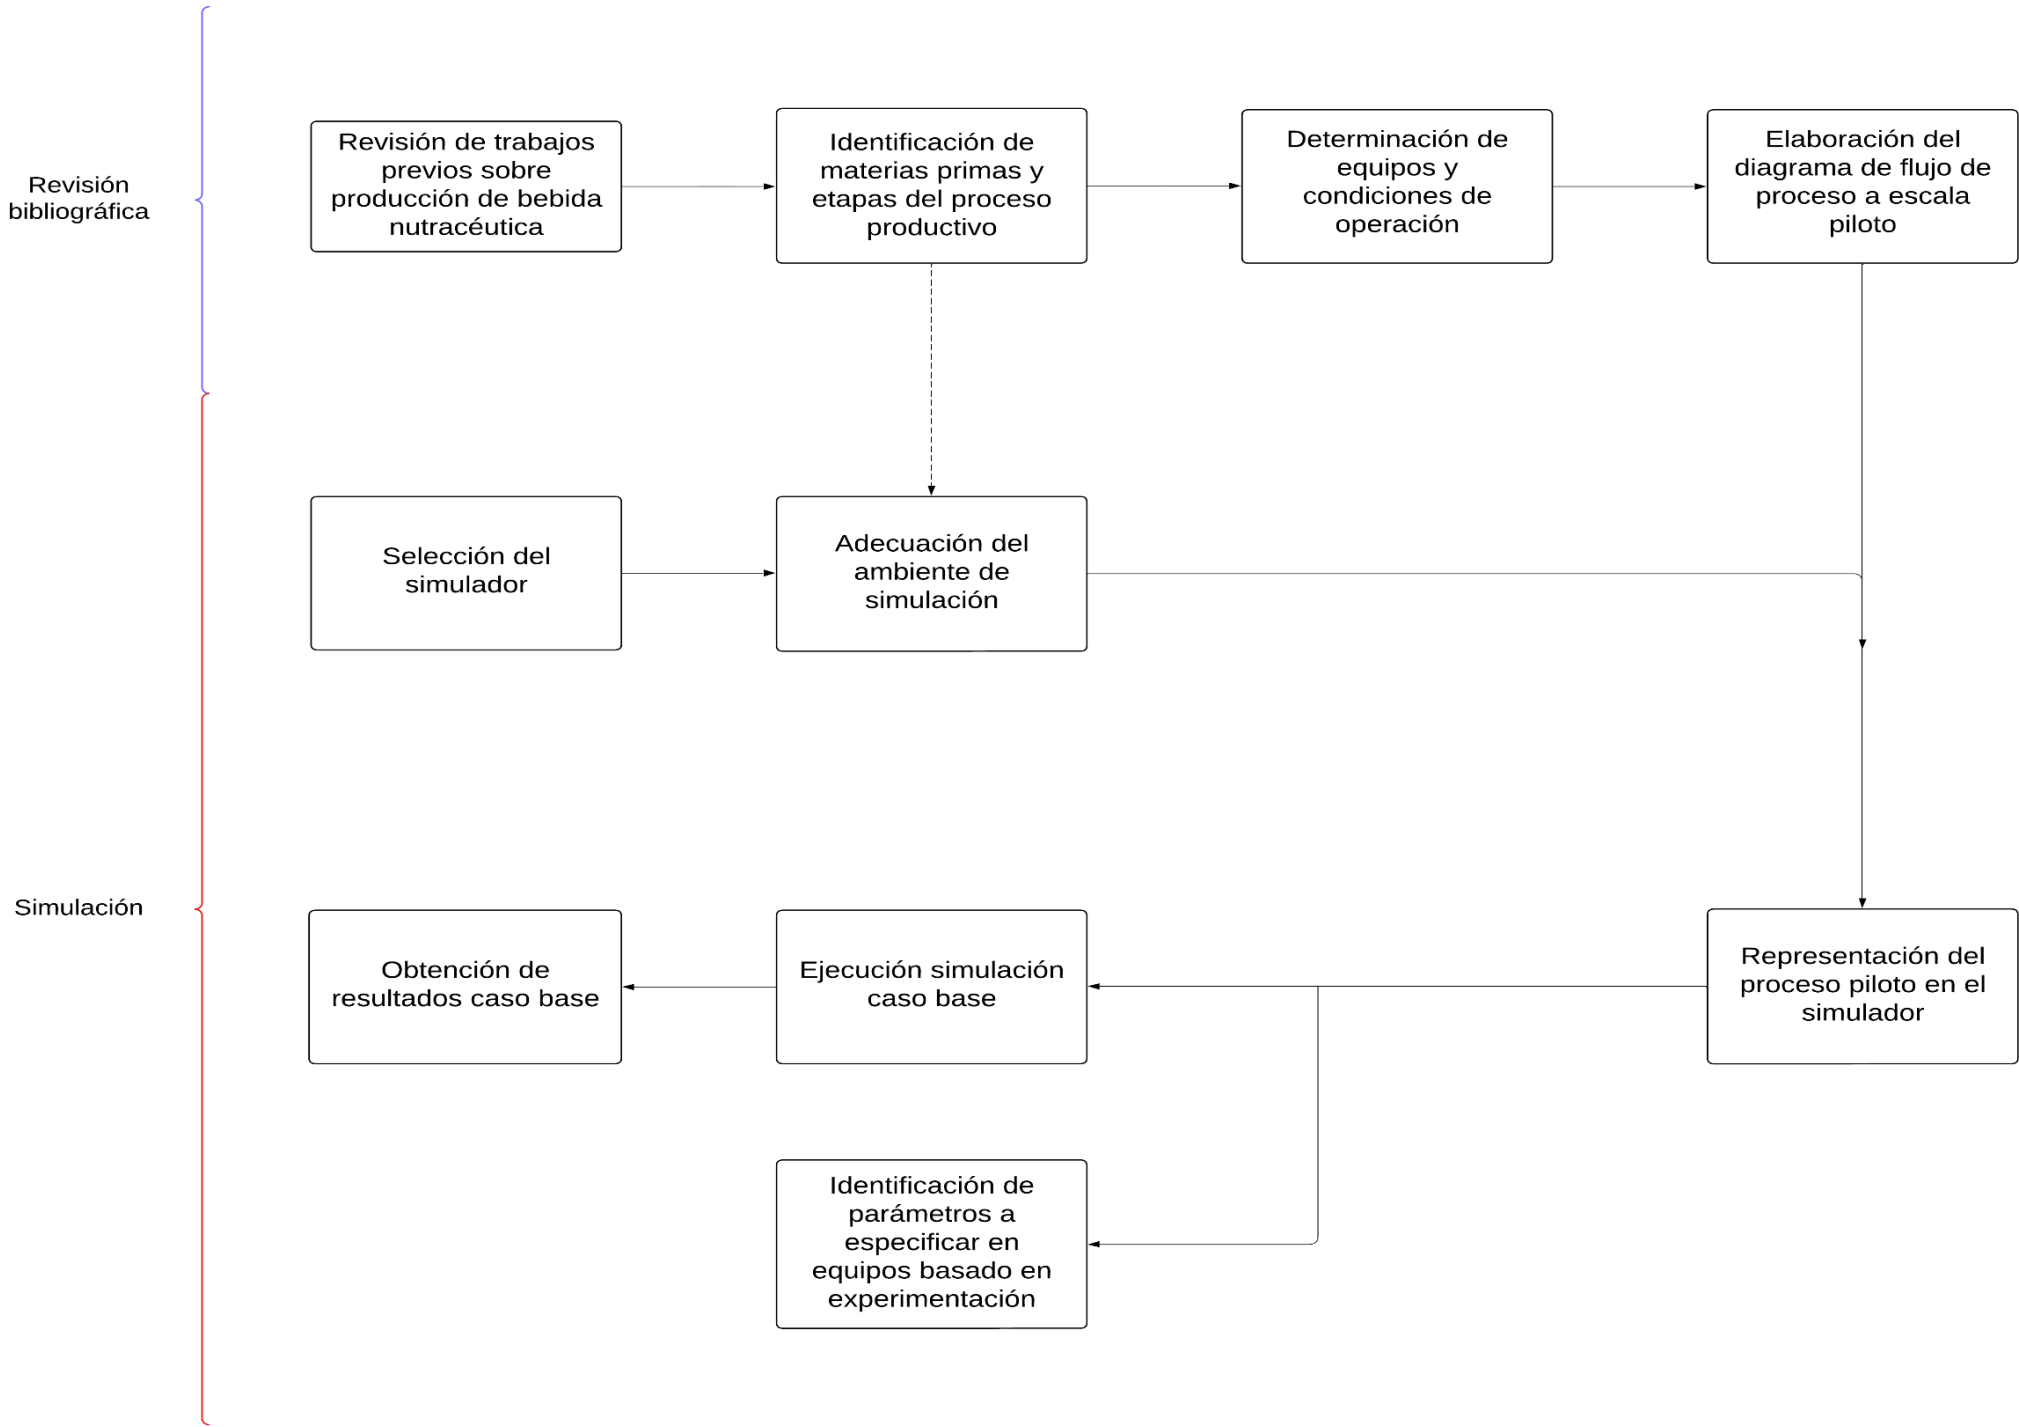 Revisión
bibliográfica
Revisión de trabajos
previos sobre
producción de bebida
nutracéutica
Identificación de
materias primas y
etapas del proceso
productivo
Determinación de
equipos y
condiciones de
operación
Elaboración del
diagrama de flujo de
proceso a escala
piloto
Selección del
simulador
Adecuación del
ambiente de
simulación
Simulación
Obtención de
resultados caso base
Ejecución simulación
caso base
Representación del
proceso piloto en el
simulador
Identificación de
parámetros a
especificar en
equipos basado en
experimentación